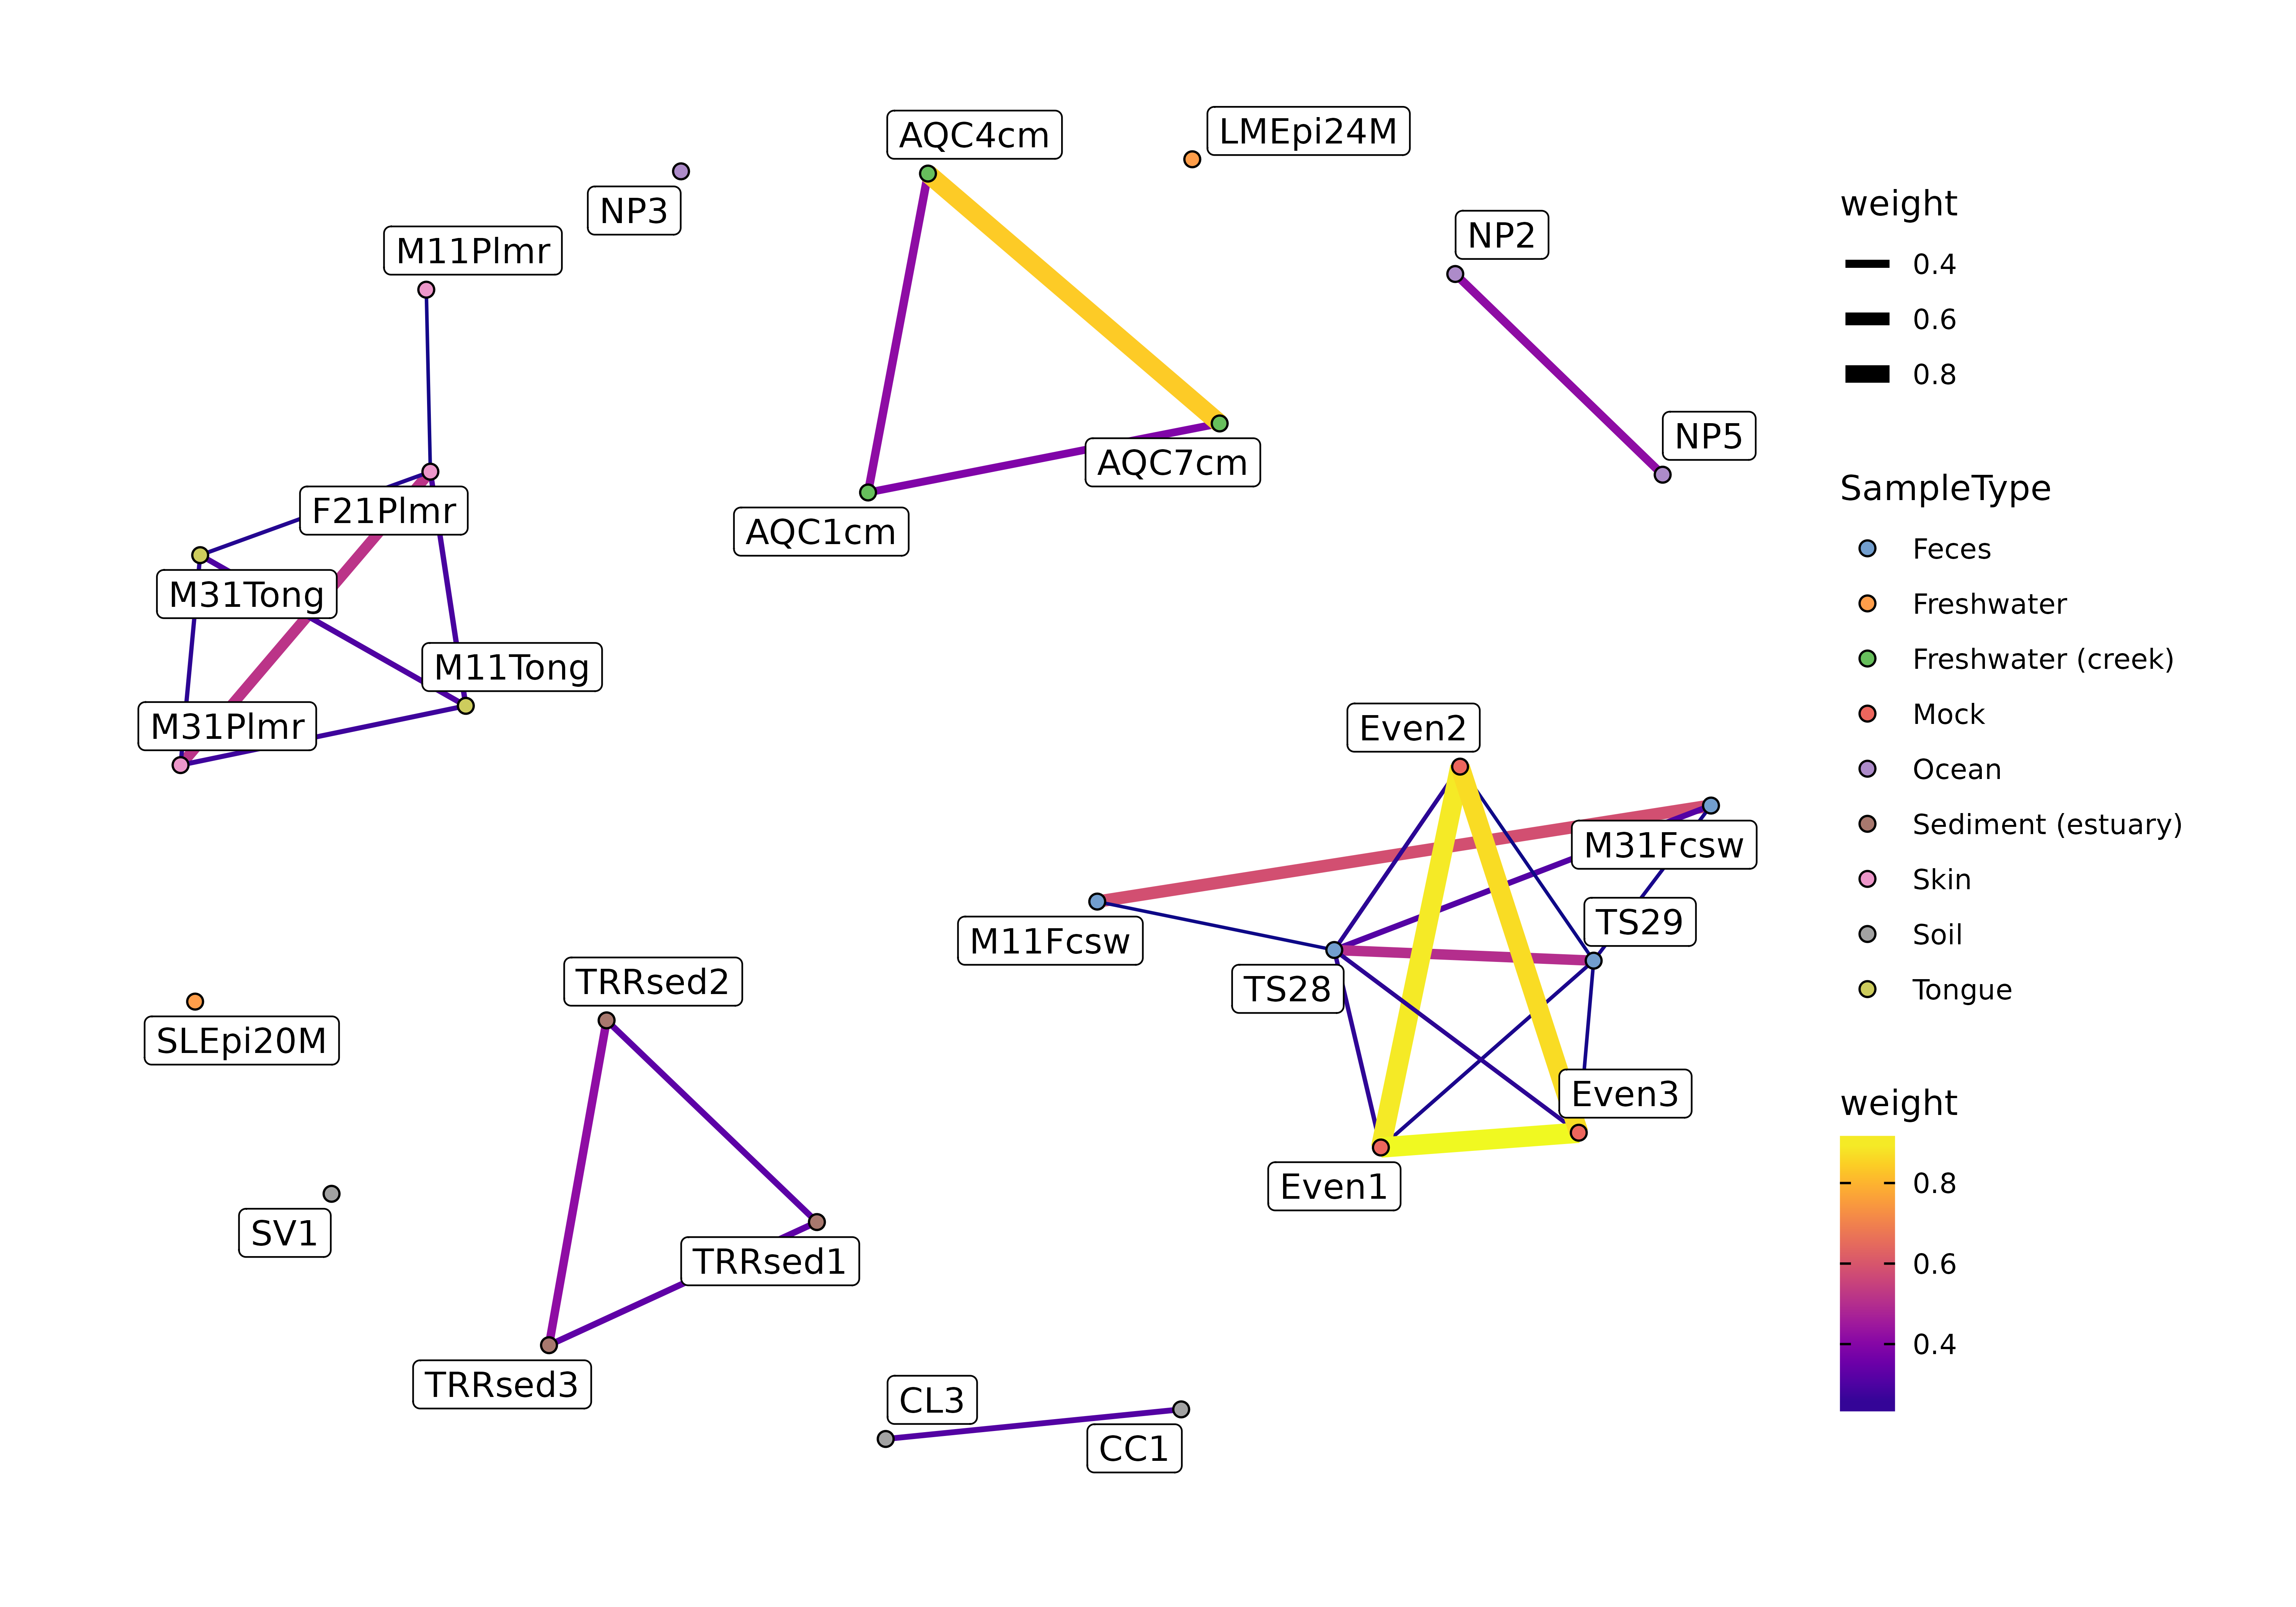 AQC4cm
LMEpi24M
NP3
NP2
M11Plmr
AQC7cm
NP5
F21Plmr
AQC1cm
M31Tong
M11Tong
M31Plmr
Even2
M31Fcsw
M11Fcsw
TS29
TS28
TRRsed2
SLEpi20M
Even3
Even1
SV1
TRRsed1
TRRsed3
CL3
CC1
weight
0.4
0.6
0.8
SampleType
Feces
Freshwater
Freshwater (creek)
Mock
Ocean
Sediment (estuary)
Skin
Soil
Tongue
weight
0.8
0.6
0.4